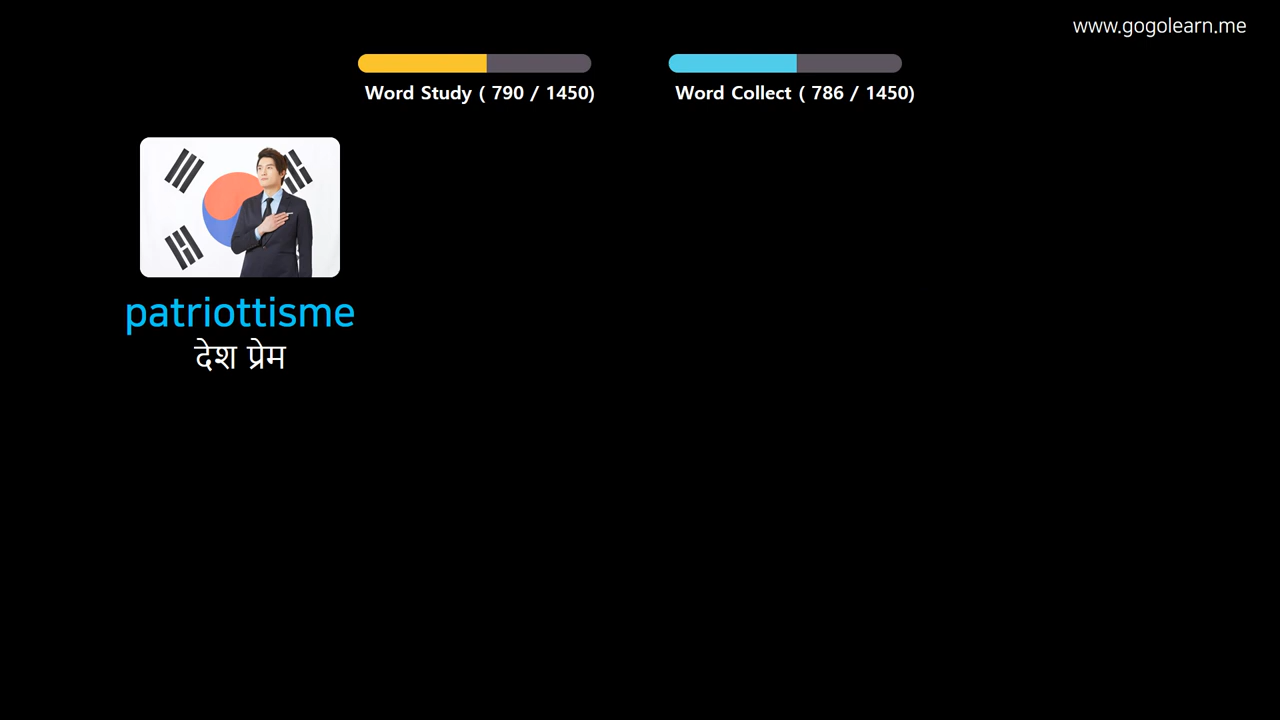 www.gogolearn.me
Word Study ( 790 / 1450)
Word Collect ( 786 / 1450)
patriottisme
देश प्रेम